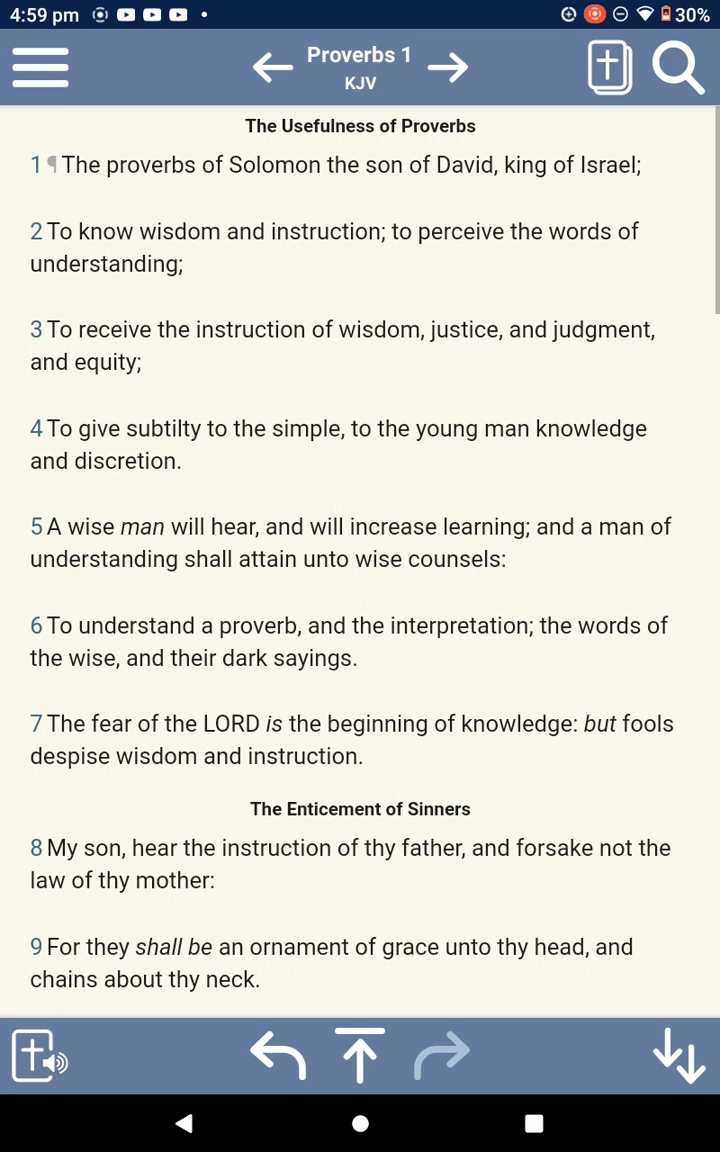 4:59 pm
30%
Proverbs 1
KJV
The Usefulness of Proverbs
1 ¶ The proverbs of Solomon the son of David, king of Israel;
2 To know wisdom and instruction; to perceive the words of
understanding;
3 To receive the instruction of wisdom, justice, and judgment,
and equity;
4 To give subtilty to the simple, to the young man knowledge
and discretion.
5 A wise man will hear, and will increase learning; and a man of
understanding shall attain unto wise counsels:
6 To understand a proverb, and the interpretation; the words of
the wise, and their dark sayings.
7 The fear of the LORD is the beginning of knowledge: but fools
despise wisdom and instruction.
The Enticement of Sinners
8 My son, hear the instruction of thy father, and forsake not the
law of thy mother:
9 For they shall be an ornament of grace unto thy head, and
chains about thy neck.